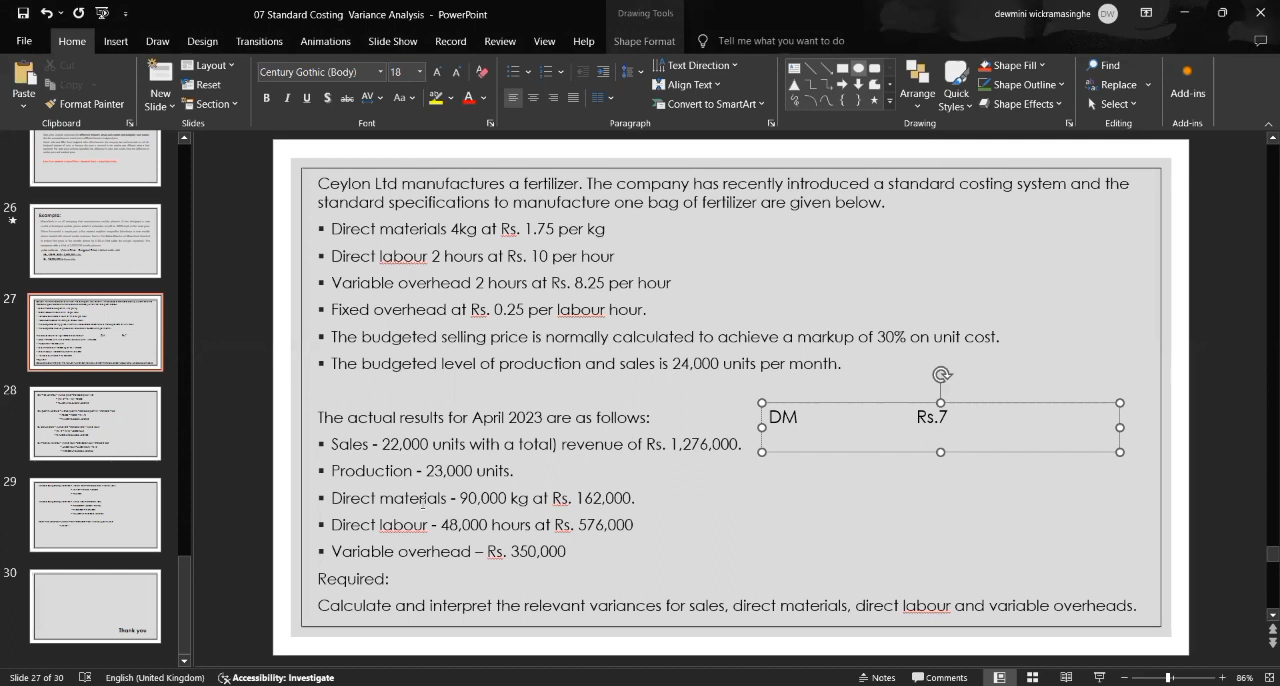 07 Standard Costing Variance Analysis - PowerPoint
Drawing Tools
dewmini wickramasinghe
DW
File
Home
Insert
Draw
Design
Transitions
Animations
Slide Show
Record
Review
View
Help
Shape Format
Tell me what you want to do
Paste
Cut
Copy
Format Painter
Clipboard
New Slide
Layout
Reset
Section
Slides
Century Gothic (Body)
18
Font
Text Direction
Align Text
Convert to SmartArt
Paragraph
Arrange
Quick Styles
Shape Fill
Shape Outline
Shape Effects
Drawing
Find
Replace
Select
Editing
Add-ins
Add-ins
26
Example:
27
28
29
30
Thank you
Ceylon Ltd manufactures a fertilizer. The company has recently introduced a standard costing system and the
standard specifications to manufacture one bag of fertilizer are given below.
▪ Direct materials 4kg at Rs. 1.75 per kg
▪ Direct labour 2 hours at Rs. 10 per hour
▪ Variable overhead 2 hours at Rs. 8.25 per hour
▪ Fixed overhead at Rs. 0.25 per labour hour.
▪ The budgeted selling price is normally calculated to achieve a markup of 30% on unit cost.
▪ The budgeted level of production and sales is 24,000 units per month.
The actual results for April 2023 are as follows:
DM Rs.7
▪ Sales - 22,000 units with a total) revenue of Rs. 1,276,000.
▪ Production - 23,000 units.
▪ Direct materials - 90,000 kg at Rs. 162,000.
▪ Direct labour - 48,000 hours at Rs. 576,000
▪ Variable overhead – Rs. 350,000
Required:
Calculate and interpret the relevant variances for sales, direct materials, direct labour and variable overheads.
Slide 27 of 30
English (United Kingdom)
Accessibility: Investigate
Notes
Comments
86%